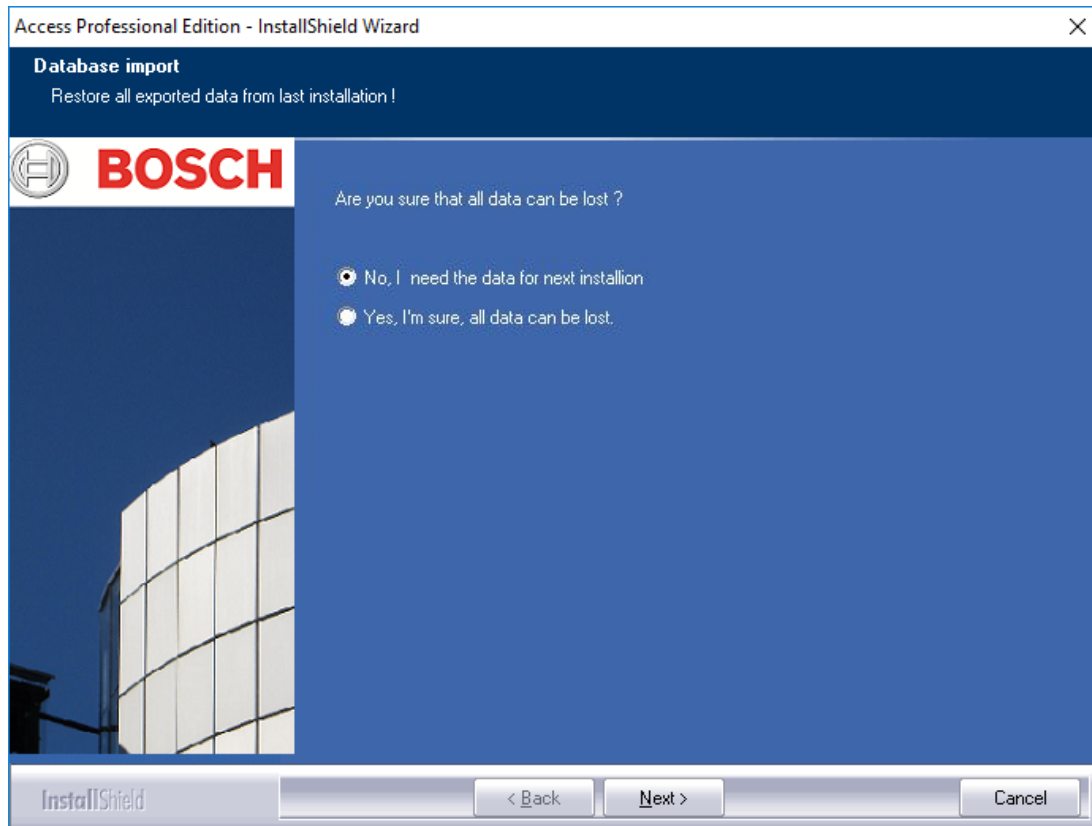 Access Professional Edition - InstallShield Wizard
Database import
Restore all exported data from last installation !
BOSCH
Are you sure that all data can be lost ?
No, I  need the data for next installion
Yes, I'm sure, all data can be lost.
InstallShield
< Back
Next >
Cancel